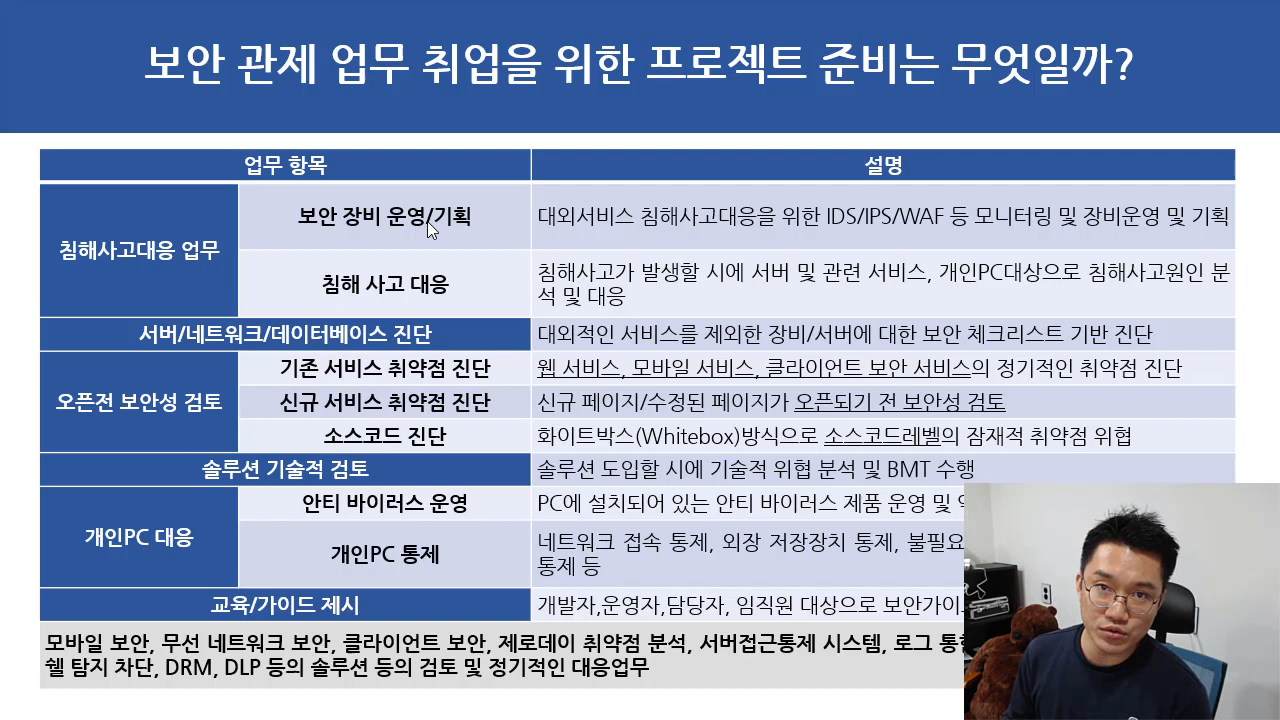 보안 관제 업무 취업을 위한 프로젝트 준비는 무엇일까?
업무 항목
설명
침해사고대응 업무
보안 장비 운영/기획
대외서비스 침해사고대응을 위한 IDS/IPS/WAF 등 모니터링 및 장비운영 및 기획
침해 사고 대응
침해사고가 발생할 시에 서버 및 관련 서비스, 개인PC대상으로 침해사고원인 분
석 및 대응
서버/네트워크/데이터베이스 진단
대외적인 서비스를 제외한 장비/서버에 대한 보안 체크리스트 기반 진단
오픈전 보안성 검토
기존 서비스 취약점 진단
웹 서비스, 모바일 서비스, 클라이언트 보안 서비스의 정기적인 취약점 진단
신규 서비스 취약점 진단
신규 페이지/수정된 페이지가 오픈되기 전 보안성 검토
소스코드 진단
화이트박스(Whitebox)방식으로 소스코드레벨의 잠재적 취약점 위협
솔루션 기술적 검토
솔루션 도입할 시에 기술적 위협 분석 및 BMT 수행
개인PC 대응
안티 바이러스 운영
PC에 설치되어 있는 안티 바이러스 제품 운영 및
개인PC 통제
네트워크 접속 통제, 외장 저장장치 통제, 불필요
통제 등
교육/가이드 제시
개발자,운영자,담당자, 임직원 대상으로 보안가이
모바일 보안, 무선 네트워크 보안, 클라이언트 보안, 제로데이 취약점 분석, 서버접근통제 시스템, 로그
쉘 탐지 차단, DRM, DLP 등의 솔루션 등의 검토 및 정기적인 대응업무